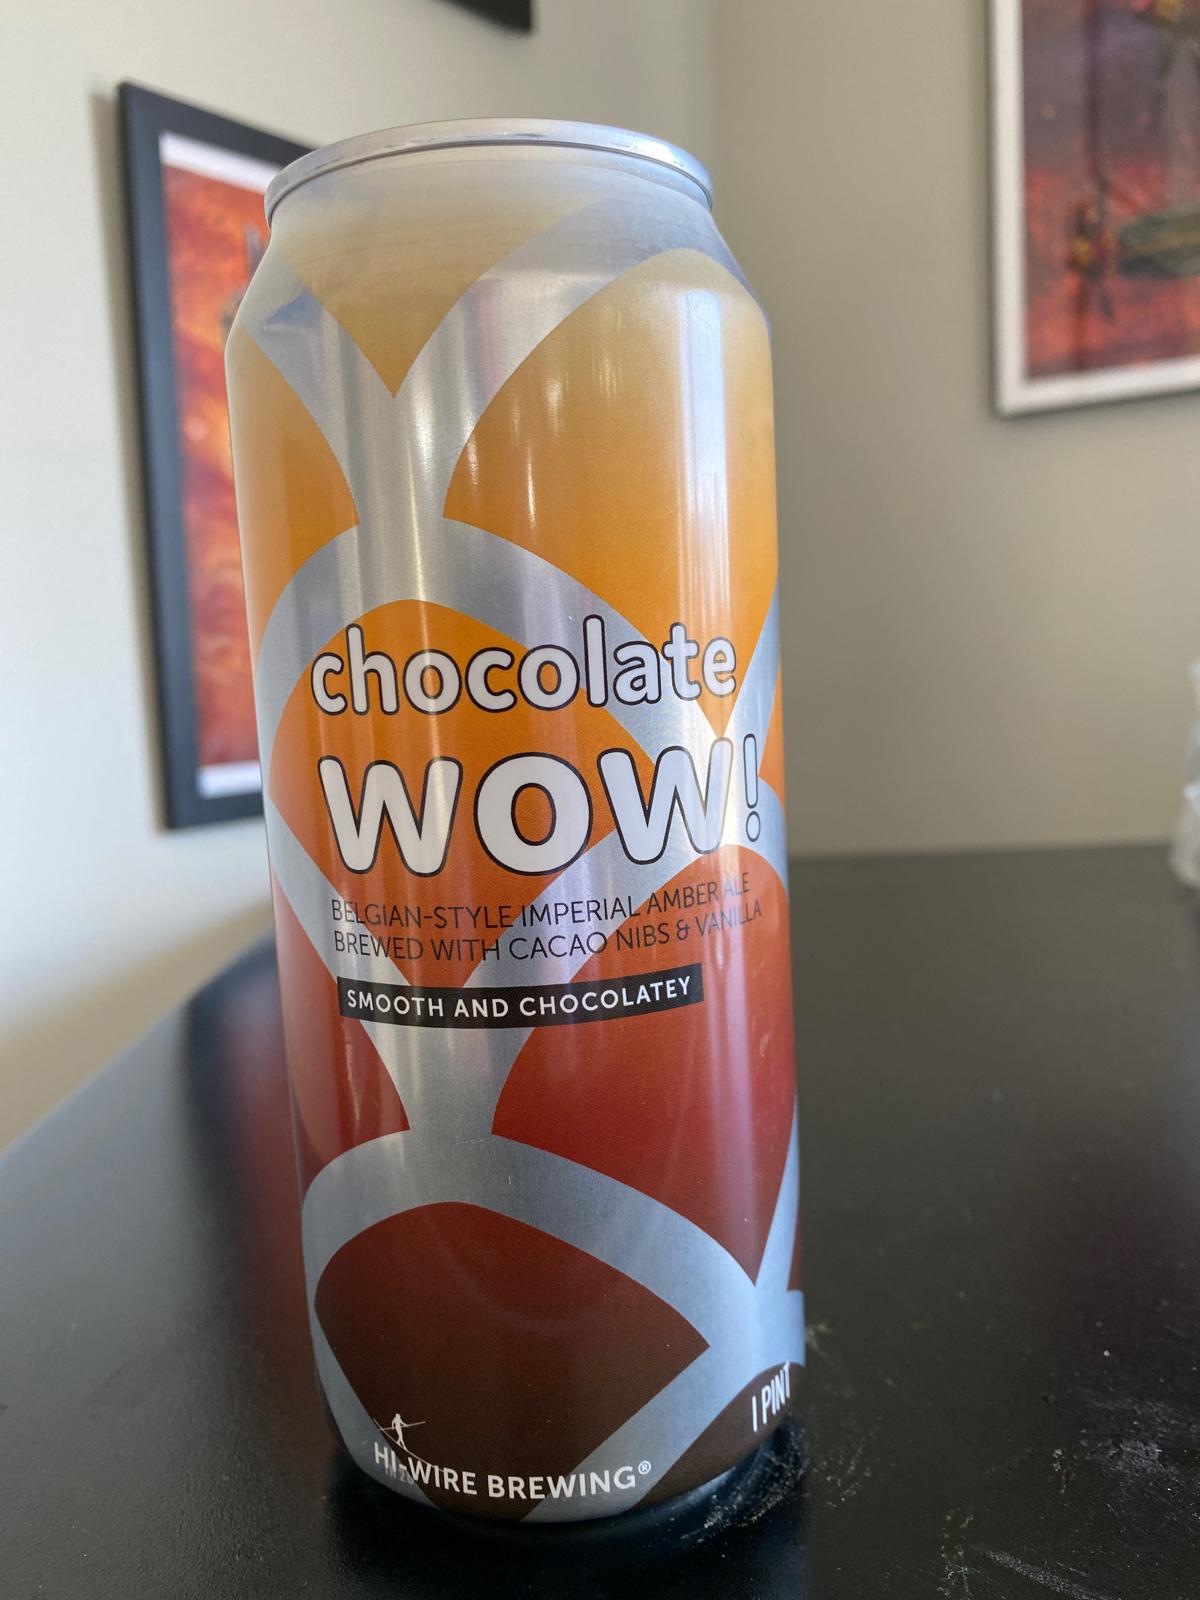 chocolate
WOW!
BELGIAN-STYLE IMPERIAL AMBER ALE
BREWED WITH CACAO NIBS & VANILLA
SMOOTH AND CHOCOLATEY
1 PINT
HI-WIRE BREWING®